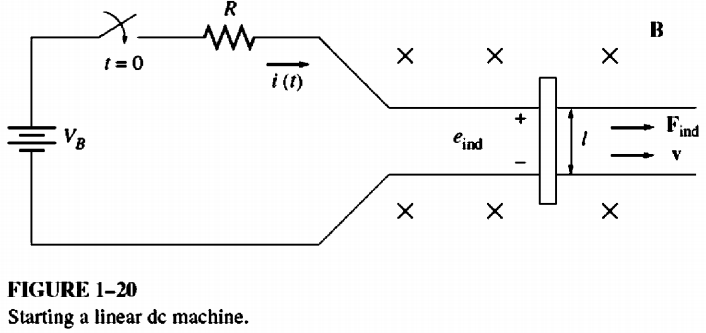 R
B
t = 0
i (t)
V_B
e_ind
+
−
l
F_ind
v
FIGURE 1–20
Starting a linear dc machine.